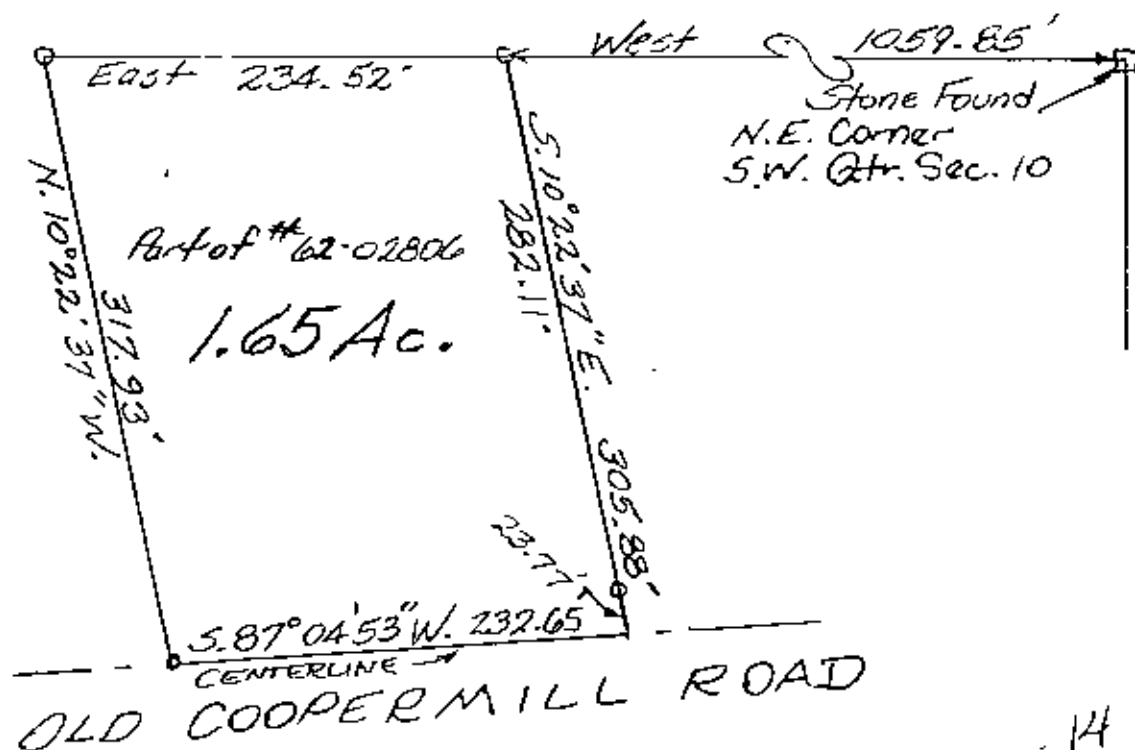 West 1059.85'
East 234.52'
Stone Found
N.E. Corner
S.W. Qtr. Sec. 10
N. 10°22'37" W.
317.93'
S. 10°22'37" E.
282.11'
305.88'
Part of #62-02806
1.65 Ac.
23.77'
S. 87°04'53" W. 232.65
CENTERLINE
OLD COOPERMILL ROAD
.14